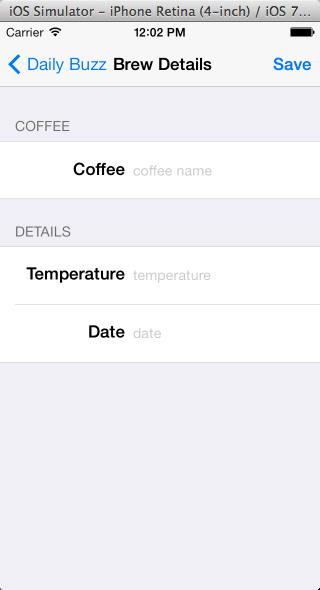 iOS Simulator - iPhone Retina (4-inch) / iOS 7...
Carrier 12:02 PM
Daily Buzz Brew Details Save
COFFEE
Coffee coffee name
DETAILS
Temperature temperature
Date date